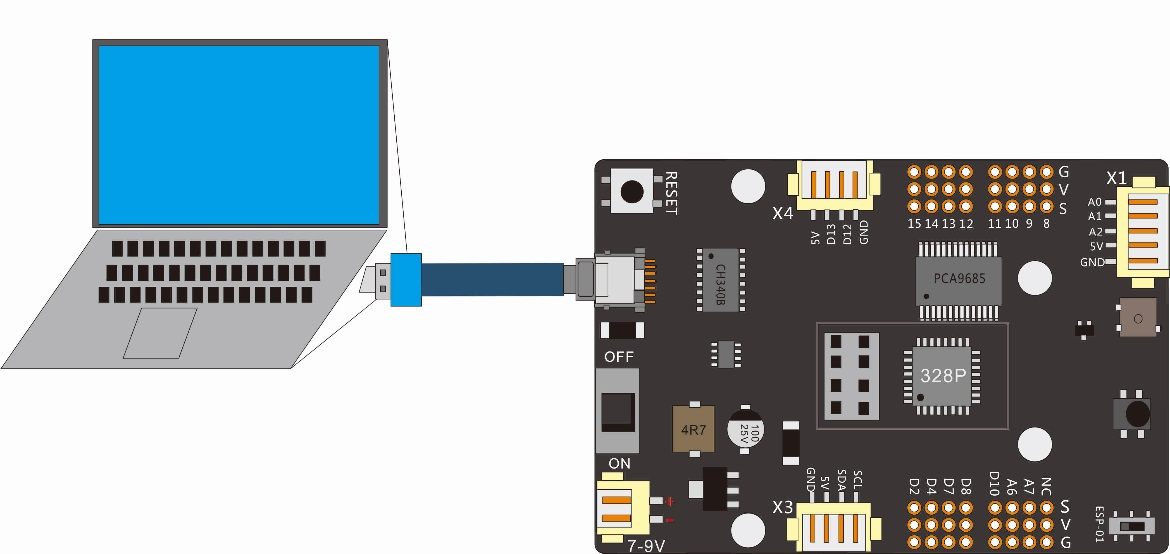 RESET
X4
5V
D13
D12
GND
15 14 13 12
11 10 9 8
G
V
S
X1
A0
A1
A2
5V
GND
CH340B
PCA9685
OFF
328P
4R7
100
25V
ON
+
-
7-9V
X3
GND
5V
SDA
SCL
D2 D4 D7 D8
D10 A6 A7 NC
S
V
G
ESP-01